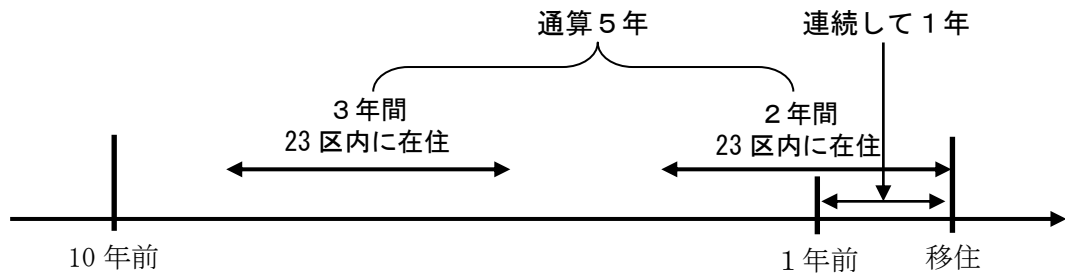 通算５年
連続して１年
３年間
23 区内に在住
２年間
23 区内に在住
10 年前
１年前
移住